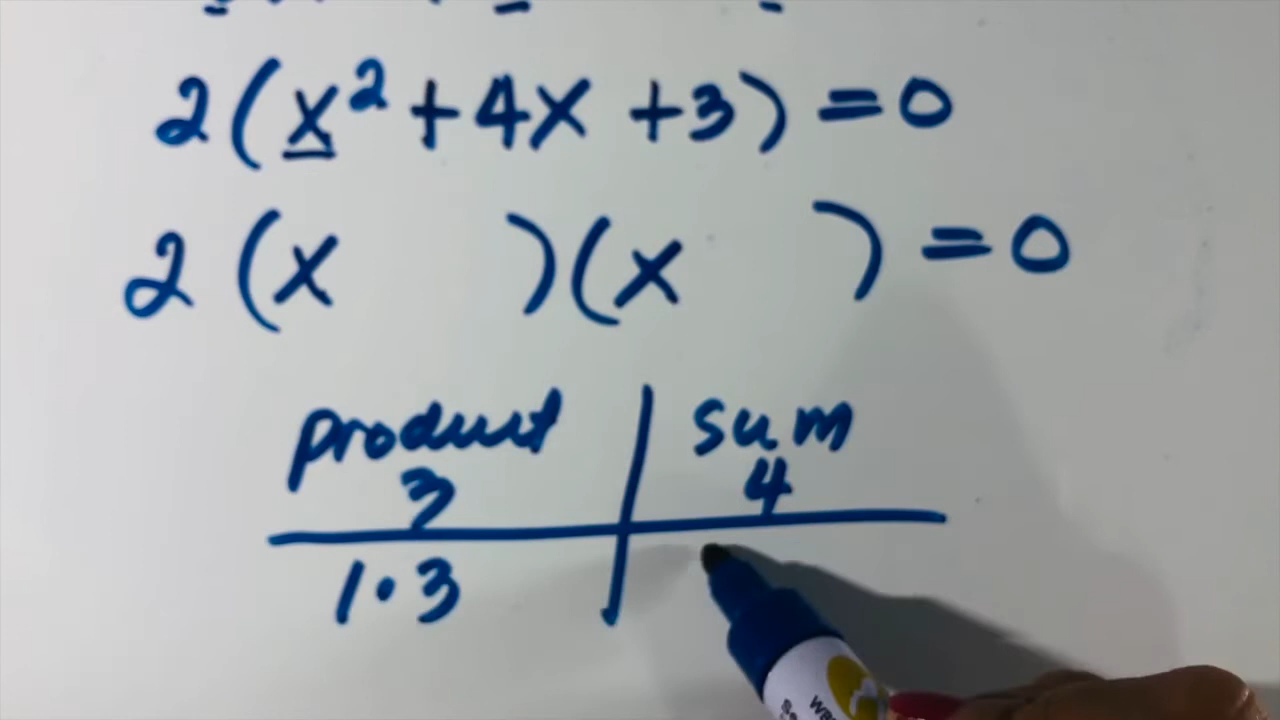 2(x² + 4x + 3) = 0
2(x )(x ) = 0
product sum
3 4
1·3